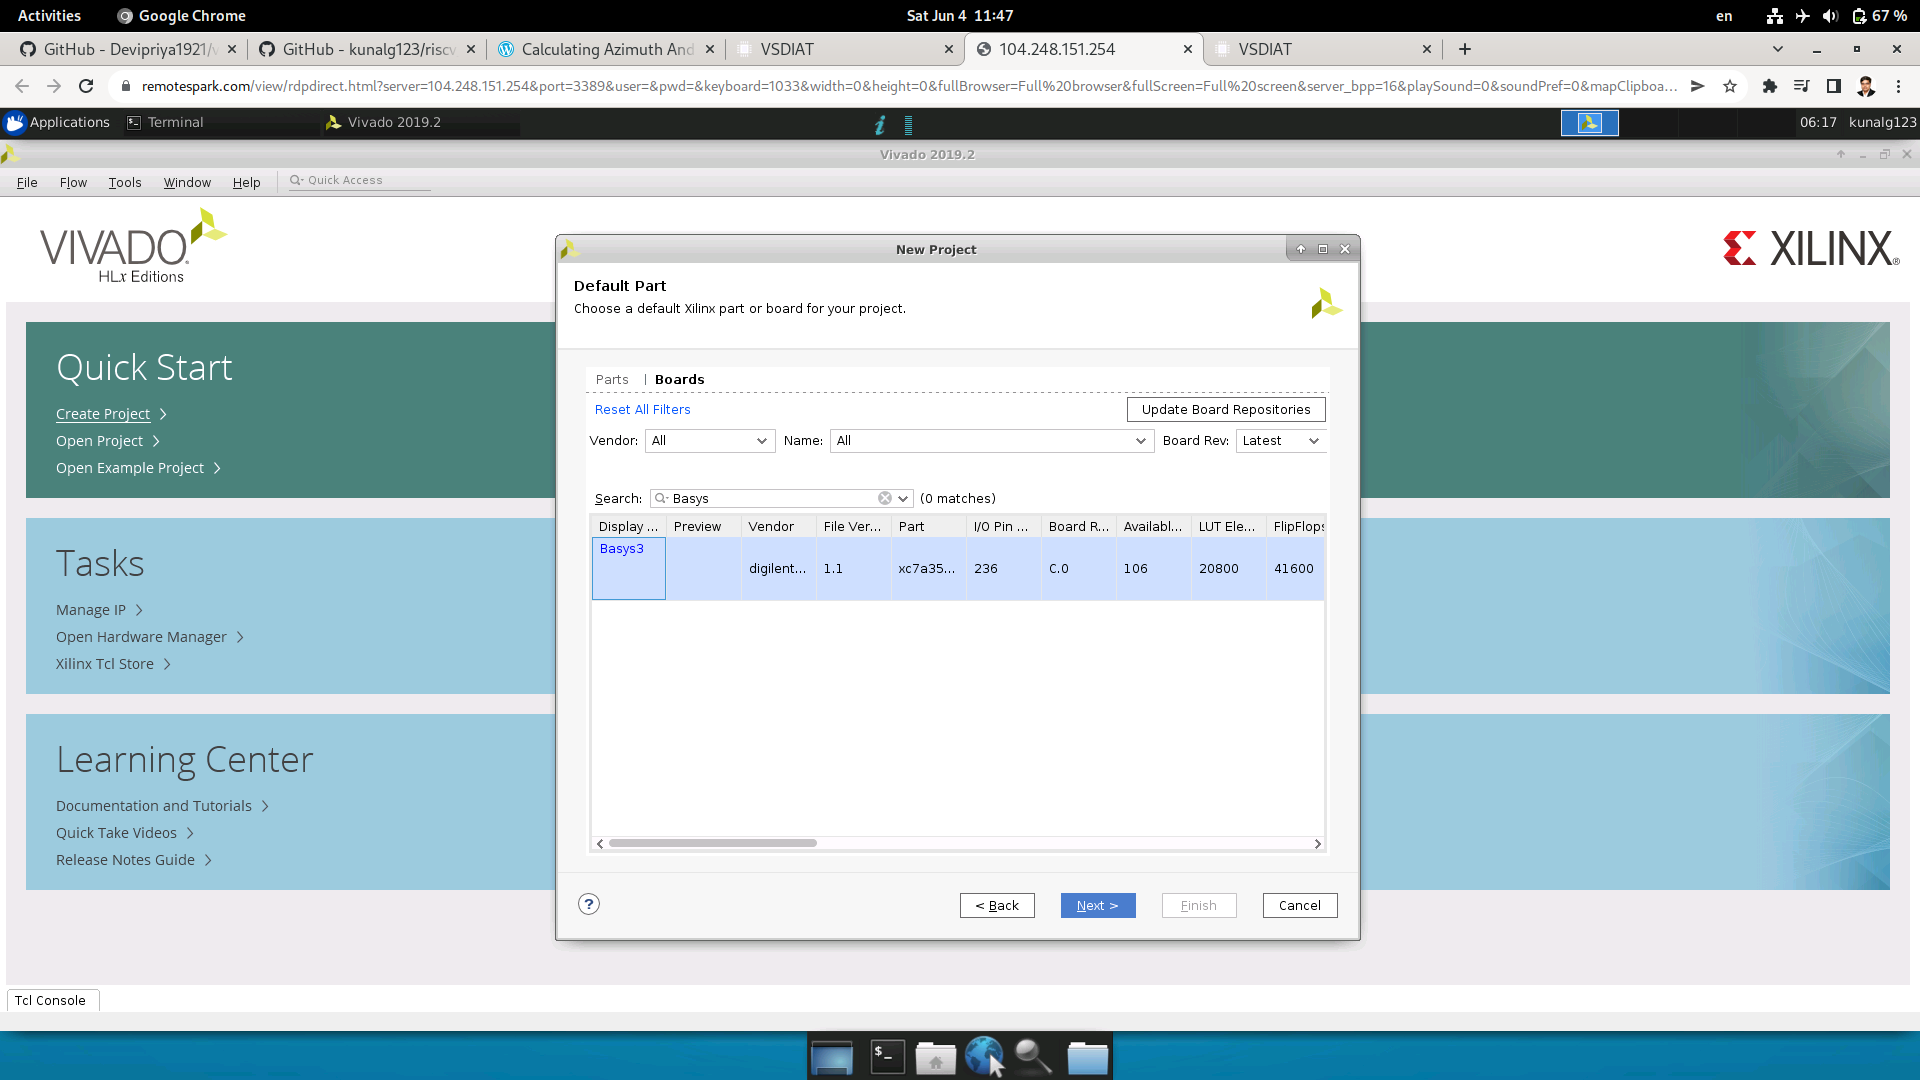 Activities
Google Chrome
Sat Jun 4 11:47
en
67 %
GitHub - Devipriya1921/v
GitHub - kunalg123/riscv
Calculating Azimuth And
VSDIAT
104.248.151.254
VSDIAT
remotespark.com/view/rdpdirect.html?server=104.248.151.254&port=3389&user=&pwd=&keyboard=1033&width=0&height=0&fullBrowser=Full%20browser&fullScreen=Full%20screen&server_bpp=16&playSound=0&soundPref=0&mapClipboa...
Applications
Terminal
Vivado 2019.2
06:17
kunalg123
Vivado 2019.2
File
Flow
Tools
Window
Help
Quick Access
VIVADO
HLx Editions
XILINX
New Project
Default Part
Choose a default Xilinx part or board for your project.
Parts | Boards
Reset All Filters
Update Board Repositories
Vendor: All
Name: All
Board Rev: Latest
Search: Basys (0 matches)
Display ... Preview Vendor File Ver... Part I/O Pin ... Board R... Availabl... LUT Ele... FlipFlops
Basys3 digilent... 1.1 xc7a35... 236 C.0 106 20800 41600
? < Back Next > Finish Cancel
Quick Start
Create Project
Open Project
Open Example Project
Tasks
Manage IP
Open Hardware Manager
Xilinx Tcl Store
Learning Center
Documentation and Tutorials
Quick Take Videos
Release Notes Guide
Tcl Console